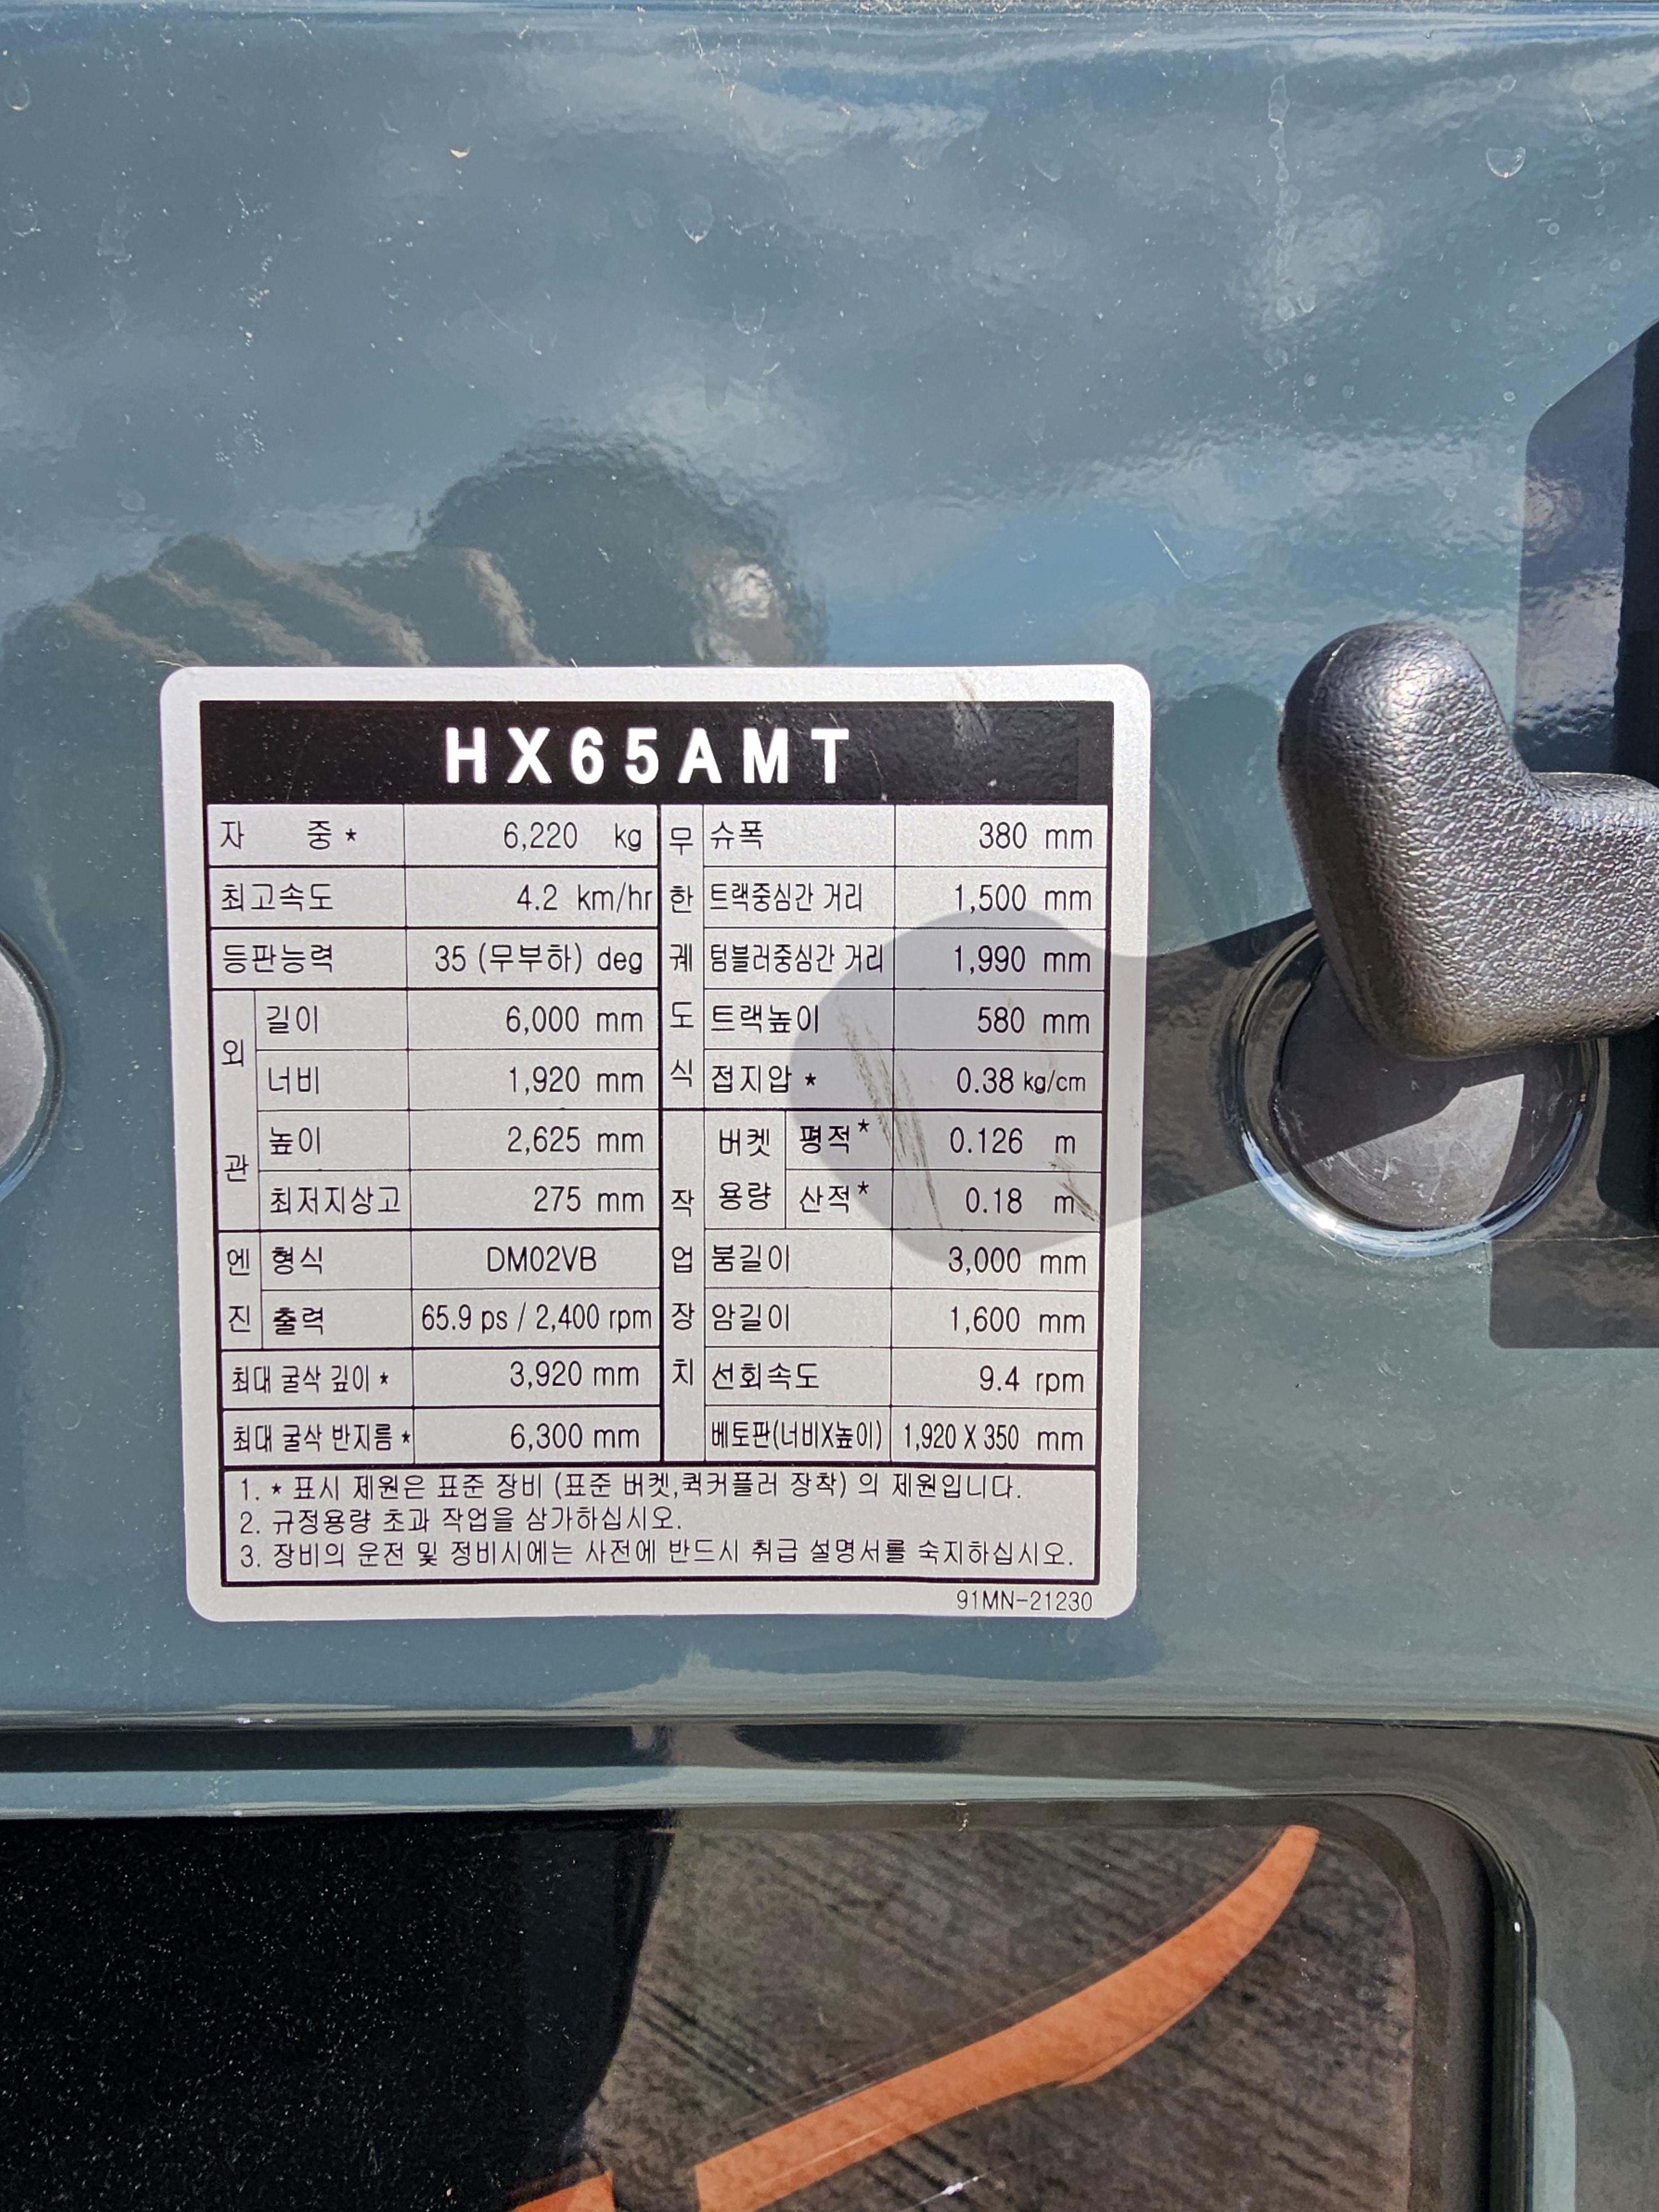 HX65AMT
자 중 * 6,220 kg
최고속도 4.2 km/hr
등판능력 35 (무부하) deg
외관
길이 6,000 mm
너비 1,920 mm
높이 2,625 mm
최저지상고 275 mm
엔진
형식 DM02VB
출력 65.9 ps / 2,400 rpm
최대 굴삭 깊이 * 3,920 mm
최대 굴삭 반지름 * 6,300 mm
무한궤도식
슈폭 380 mm
트랙중심간 거리 1,500 mm
텀블러중심간 거리 1,990 mm
트랙높이 580 mm
접지압 * 0.38 kg/cm
작업장치
버켓용량
평적* 0.126 m
산적* 0.18 m
붐길이 3,000 mm
암길이 1,600 mm
선회속도 9.4 rpm
베토판(너비X높이) 1,920 X 350 mm
1. * 표시 제원은 표준 장비 (표준 버켓,퀵커플러 장착) 의 제원입니다.
2. 규정용량 초과 작업을 삼가하십시오.
3. 장비의 운전 및 정비시에는 사전에 반드시 취급 설명서를 숙지하십시오.
91MN-21230